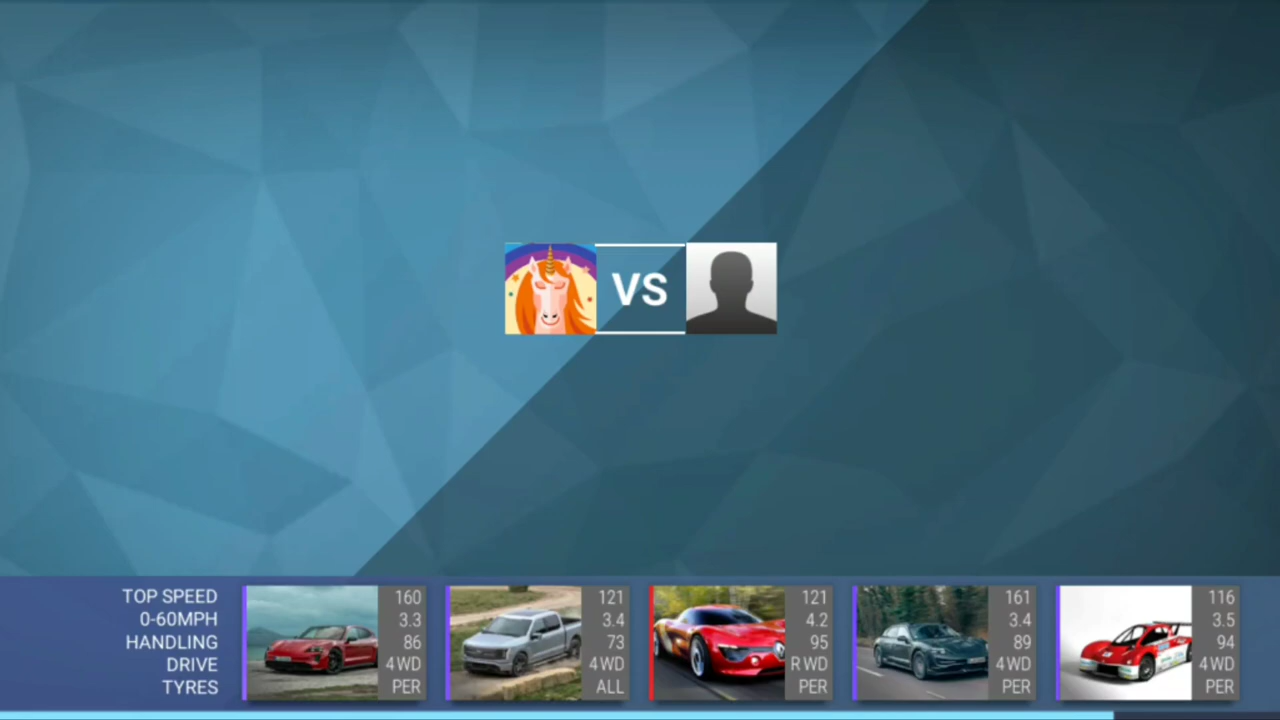 VS
TOP SPEED 160 121 121 161 116
0-60MPH 3.3 3.4 4.2 3.4 3.5
HANDLING 86 73 95 89 94
DRIVE 4WD 4WD RWD 4WD 4WD
TYRES PER ALL PER PER PER